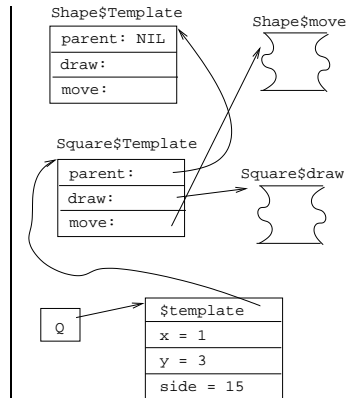 Shape$Template
parent: NIL
draw:
move:
Shape$move
Square$Template
parent:
draw:
move:
Square$draw
Q
$template
x = 1
y = 3
side = 15